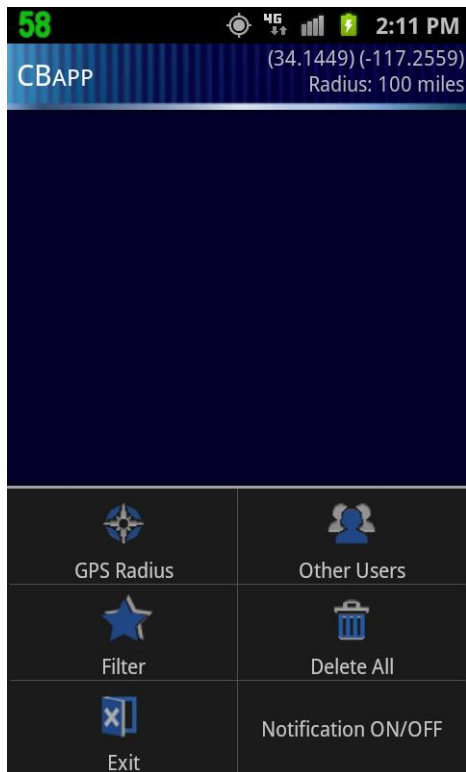 58 4G 2:11 PM
CBAPP (34.1449) (-117.2559)
Radius: 100 miles
GPS Radius Other Users
Filter Delete All
Exit Notification ON/OFF